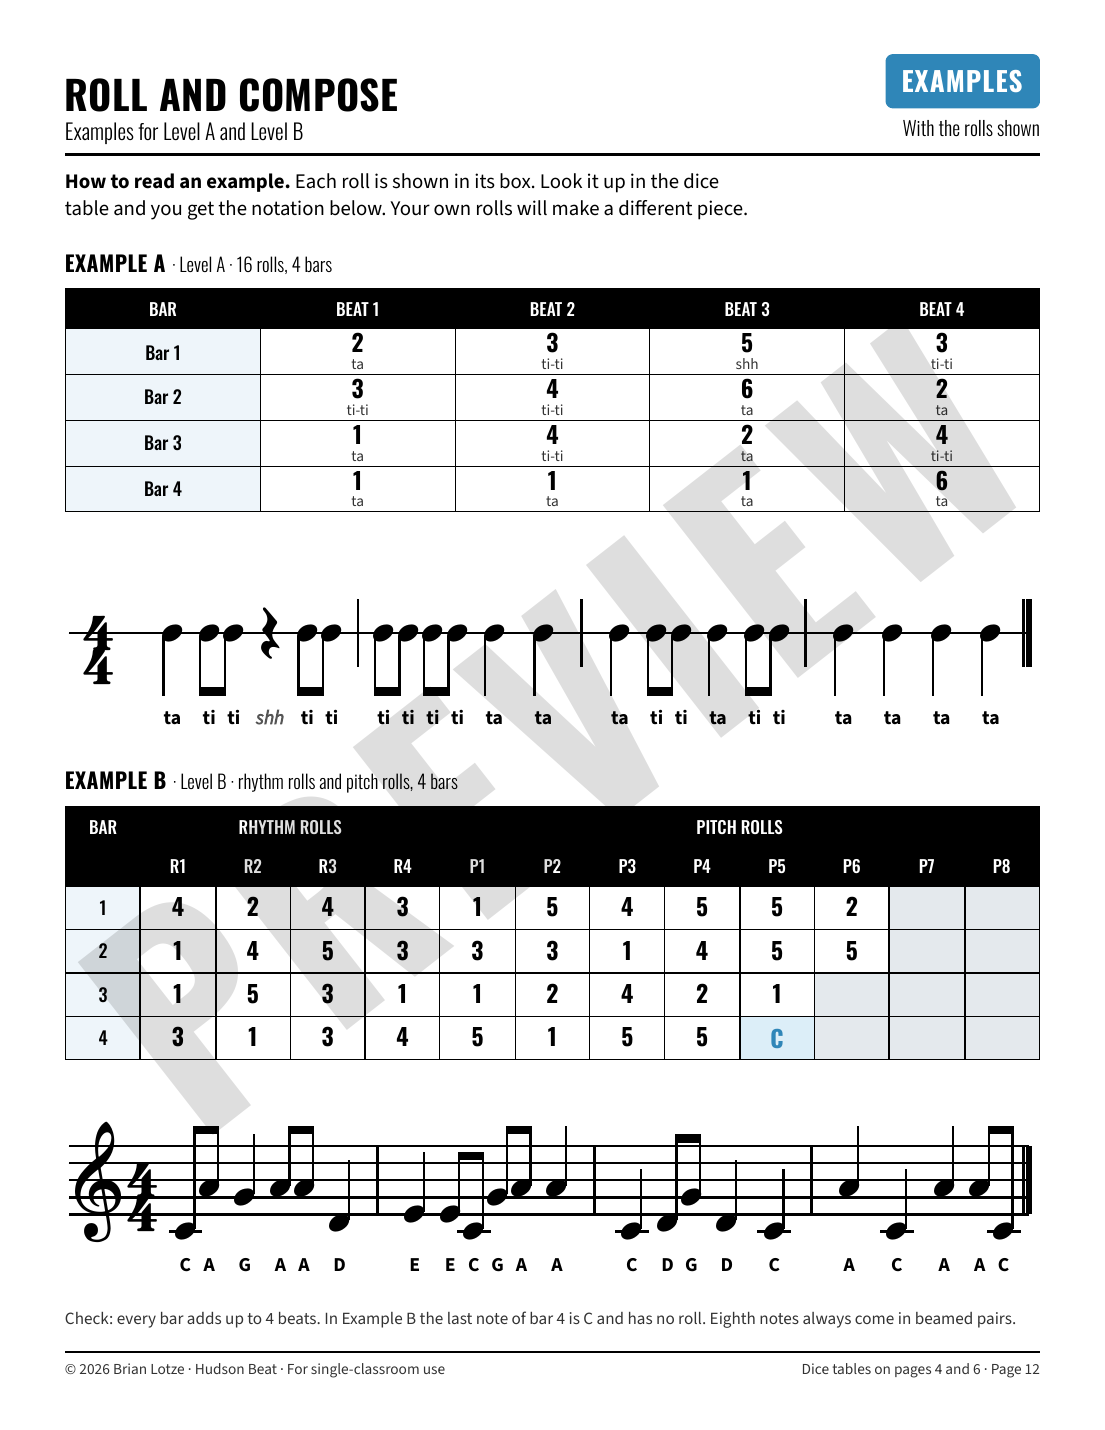 ROLL AND COMPOSE
EXAMPLES
Examples for Level A and Level B
With the rolls shown
How to read an example. Each roll is shown in its box. Look it up in the dice
table and you get the notation below. Your own rolls will make a different piece.
EXAMPLE A · Level A · 16 rolls, 4 bars
BAR BEAT 1 BEAT 2 BEAT 3 BEAT 4
Bar 1 2 ta 3 ti-ti 5 shh 3 ti-ti
Bar 2 3 ti-ti 4 ti-ti 6 ta 2 ta
Bar 3 1 ta 4 ti-ti 2 ta 4 ti-ti
Bar 4 1 ta 1 ta 1 ta 6 ta
4
4
ta ti ti shh ti ti ti ti ti ti ta ta ta ti ti ta ti ti ta ta ta ta
EXAMPLE B · Level B · rhythm rolls and pitch rolls, 4 bars
BAR RHYTHM ROLLS PITCH ROLLS
R1 R2 R3 R4 P1 P2 P3 P4 P5 P6 P7 P8
1 4 2 4 3 1 5 4 5 5 2
2 1 4 5 3 3 3 1 4 5 5
3 1 5 3 1 1 2 4 2 1
4 3 1 3 4 5 1 5 5 C
4
4
C A G A A D E E C G A A C D G D C A C A A C
Check: every bar adds up to 4 beats. In Example B the last note of bar 4 is C and has no roll. Eighth notes always come in beamed pairs.
© 2026 Brian Lotze · Hudson Beat · For single-classroom use
Dice tables on pages 4 and 6 · Page 12
PREVIEW